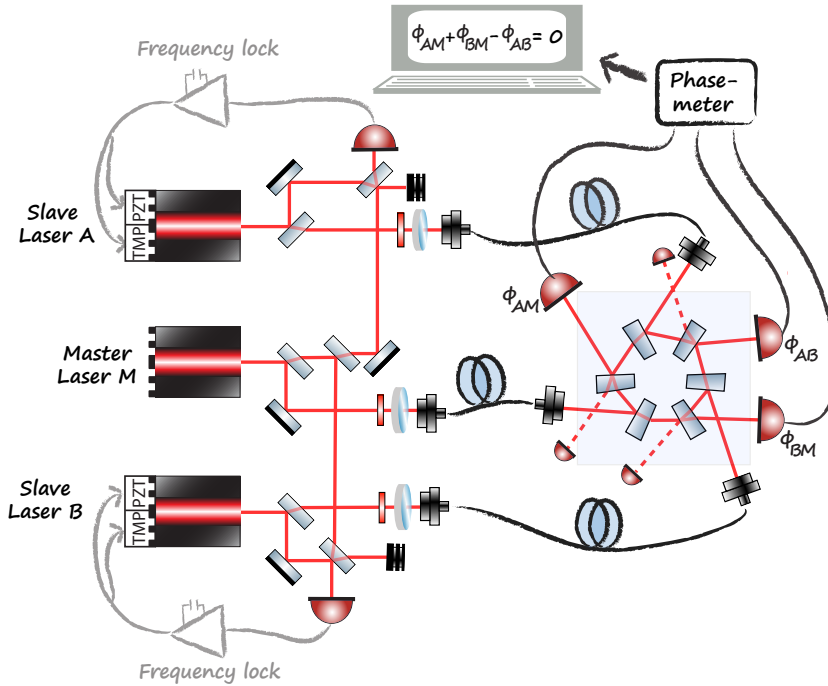 Frequency lock
ϕAM+ϕBM-ϕAB= 0
Phase-
meter
TMP PZT
Slave
Laser A
ϕAM
ϕAB
Master
Laser M
ϕBM
Slave
Laser B
TMP PZT
Frequency lock